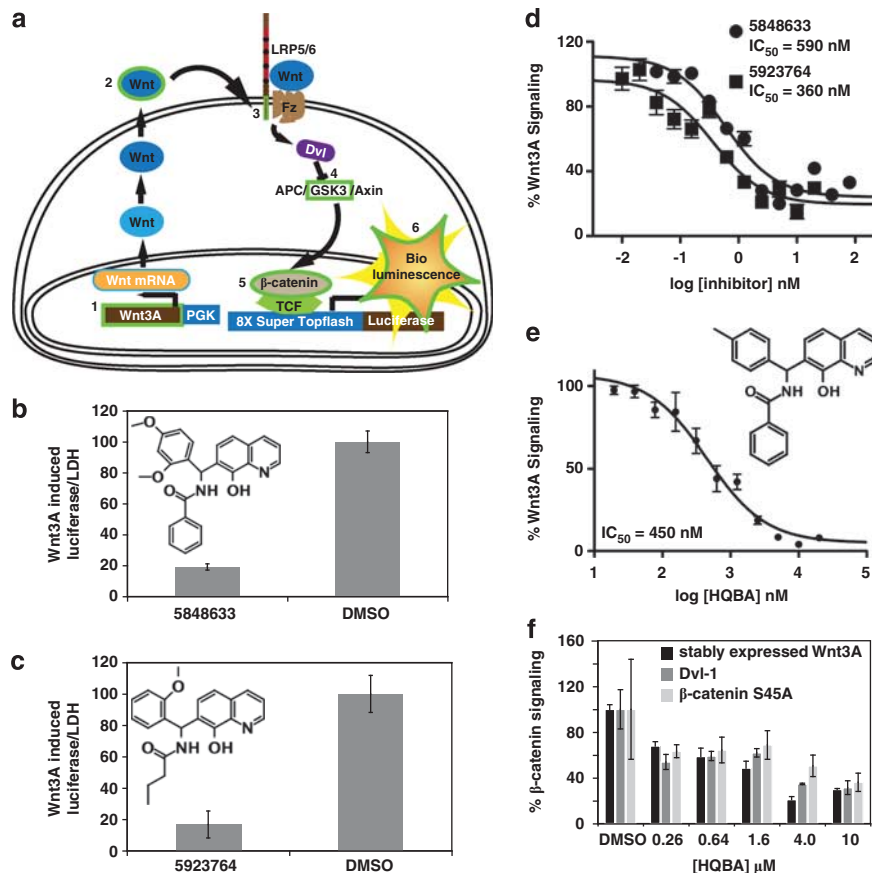 a
LRP5/6
2
Wnt
Wnt
Fz
3
Wnt
Dvl
4
APC/ GSK3 /Axin
Wnt
6
Bio
luminescence
Wnt mRNA
5
β-catenin
TCF
1
Wnt3A
PGK
8X Super Topflash
Luciferase
b
Wnt3A induced
luciferase/LDH
120
100
80
60
40
20
0
O
O
N
NH
OH
O
5848633
DMSO
c
Wnt3A induced
luciferase/LDH
120
100
80
60
40
20
0
O
N
O
NH
OH
5923764
DMSO
d
5848633
IC50 = 590 nM
5923764
IC50 = 360 nM
% Wnt3A Signaling
120
80
40
0
-2
-1
0
1
2
log [inhibitor] nM
e
% Wnt3A Signaling
100
50
0
N
OH
NH
O
IC50 = 450 nM
1
2
3
4
5
log [HQBA] nM
f
% β-catenin signaling
160
120
80
40
0
stably expressed Wnt3A
Dvl-1
β-catenin S45A
DMSO
0.26
0.64
1.6
4.0
10
[HQBA] μM